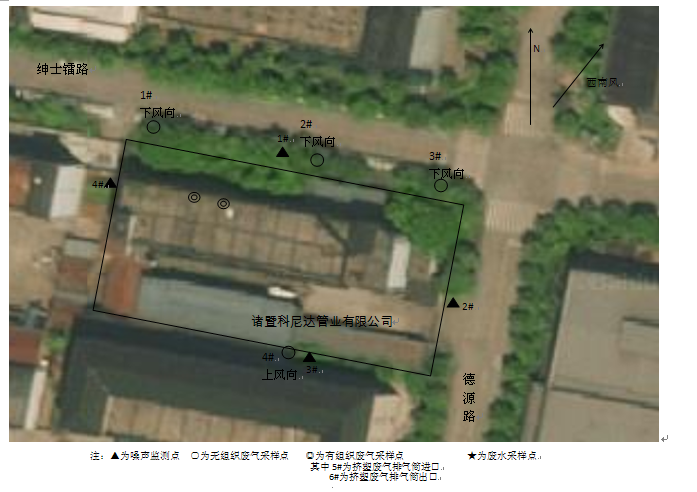 绅士镭路
N
西南风
1#
下风向
2#
下风向
1#
3#
下风向
4#
2#
诸暨科尼达管业有限公司
4#
上风向
3#
德源路
注：▲为噪声监测点 ○为无组织废气采样点 ◎为有组织废气采样点 ★为废水采样点
其中 5#为挤塑废气排气筒进口
6#为挤塑废气排气筒出口